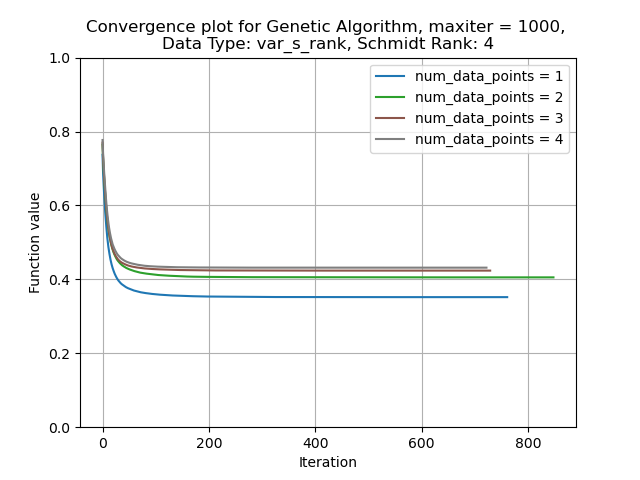 Convergence plot for Genetic Algorithm, maxiter = 1000,
Data Type: var_s_rank, Schmidt Rank: 4
num_data_points = 1
num_data_points = 2
num_data_points = 3
num_data_points = 4
Function value
1.0
0.8
0.6
0.4
0.2
0.0
0 200 400 600 800
Iteration